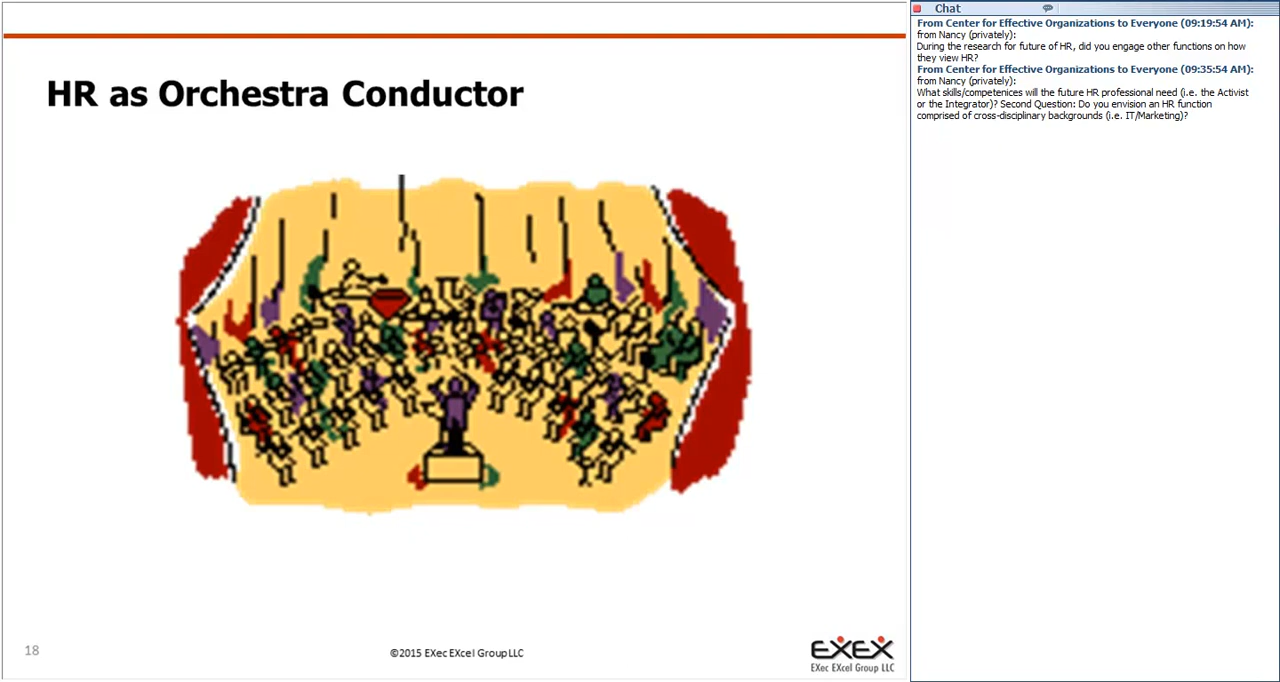 HR as Orchestra Conductor
18
©2015 EXec EXcel Group LLC
EXEX
EXec EXcel Group LLC
Chat
From Center for Effective Organizations to Everyone (09:19:54 AM):
from Nancy (privately):
During the research for future of HR, did you engage other functions on how
they view HR?
From Center for Effective Organizations to Everyone (09:35:54 AM):
from Nancy (privately):
What skills/competenices will the future HR professional need (i.e. the Activist
or the Integrator)? Second Question: Do you envision an HR function
comprised of cross-disciplinary backgrounds (i.e. IT/Marketing)?